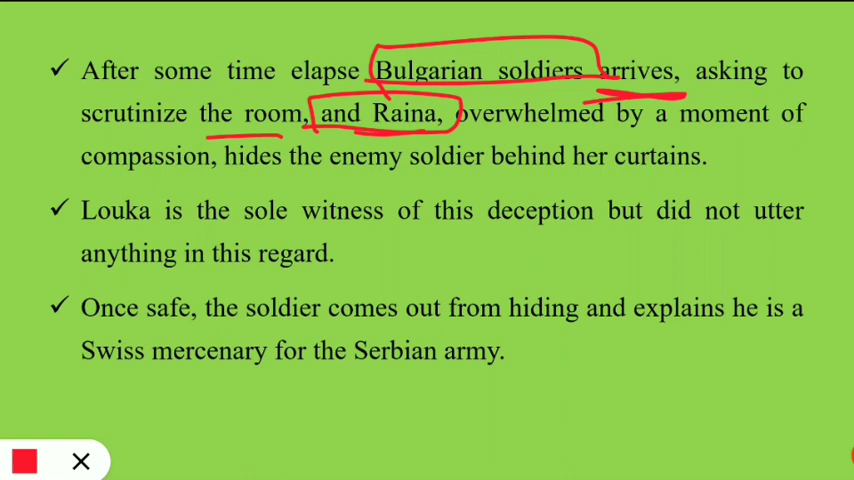 ✓ After some time elapse Bulgarian soldiers arrives, asking to
scrutinize the room, and Raina, overwhelmed by a moment of
compassion, hides the enemy soldier behind her curtains.
✓ Louka is the sole witness of this deception but did not utter
anything in this regard.
✓ Once safe, the soldier comes out from hiding and explains he is a
Swiss mercenary for the Serbian army.